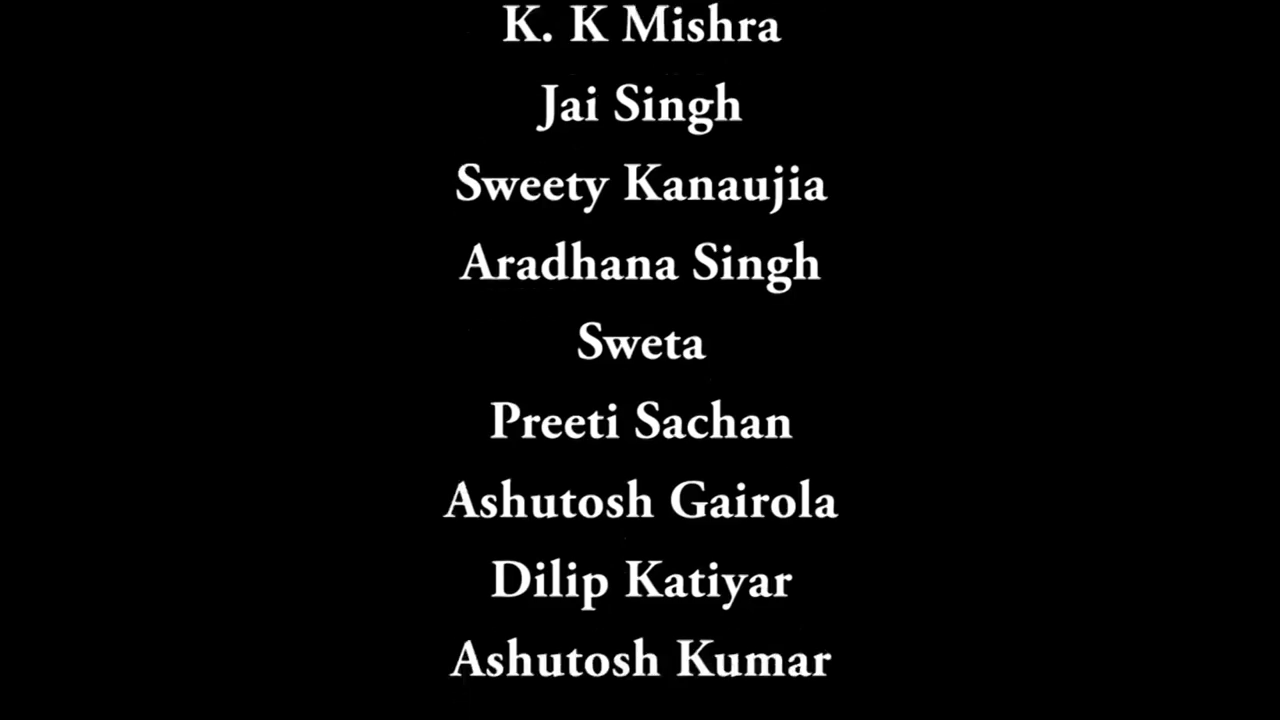 K. K Mishra
Jai Singh
Sweety Kanaujia
Aradhana Singh
Sweta
Preeti Sachan
Ashutosh Gairola
Dilip Katiyar
Ashutosh Kumar